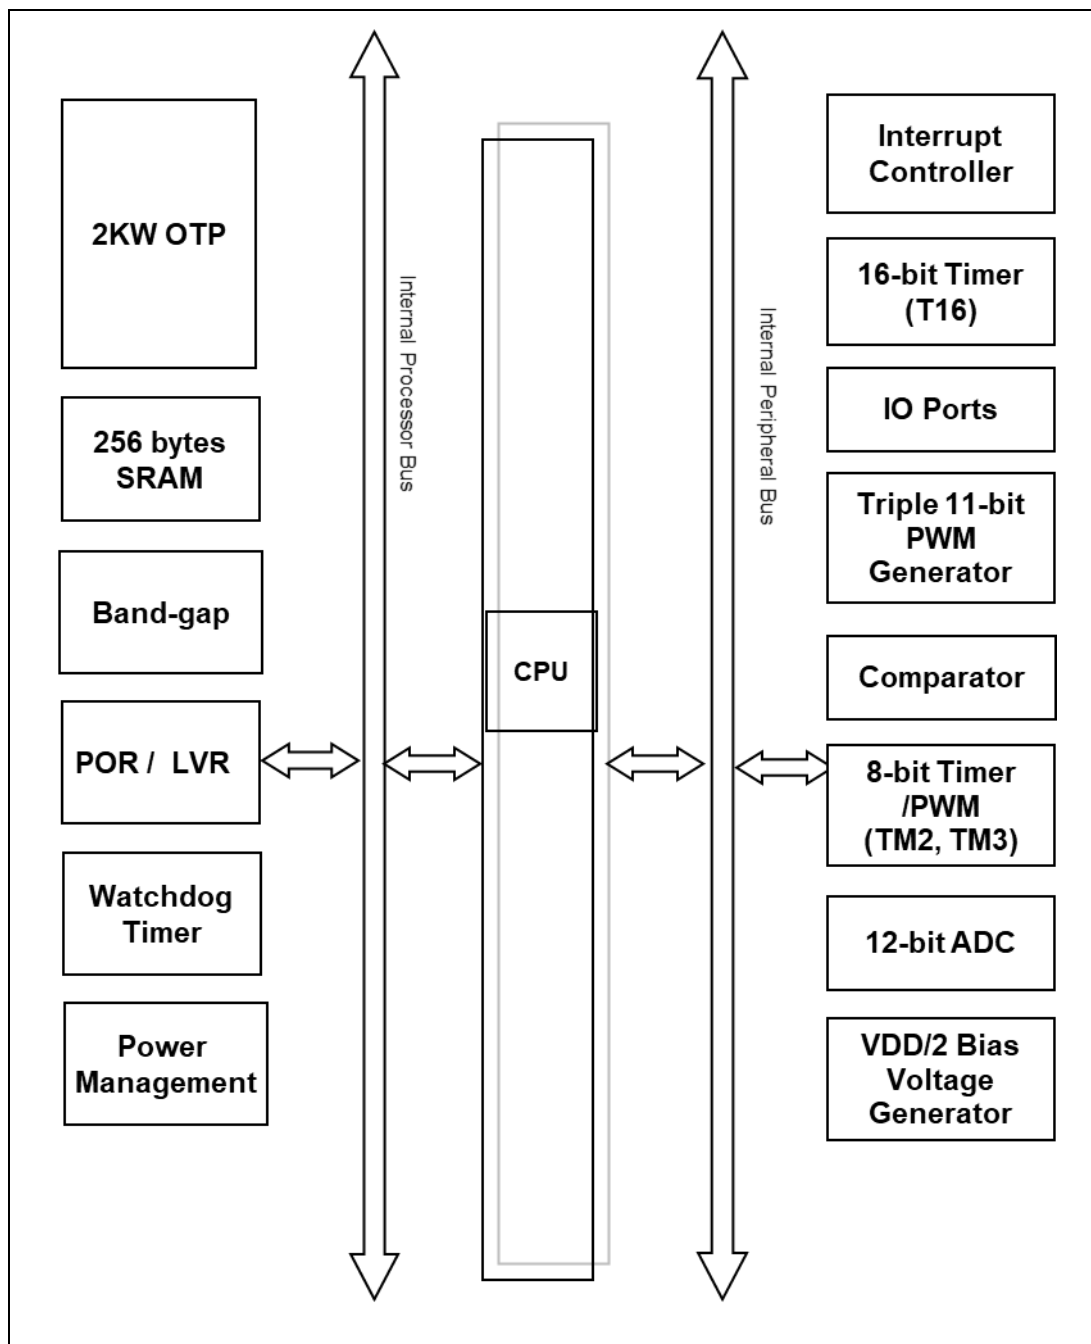 2KW OTP
256 bytes
SRAM
Band-gap
POR / LVR
Watchdog
Timer
Power
Management
Internal Processor Bus
CPU
Internal Peripheral Bus
Interrupt
Controller
16-bit Timer
(T16)
IO Ports
Triple 11-bit
PWM
Generator
Comparator
8-bit Timer
/PWM
(TM2, TM3)
12-bit ADC
VDD/2 Bias
Voltage
Generator